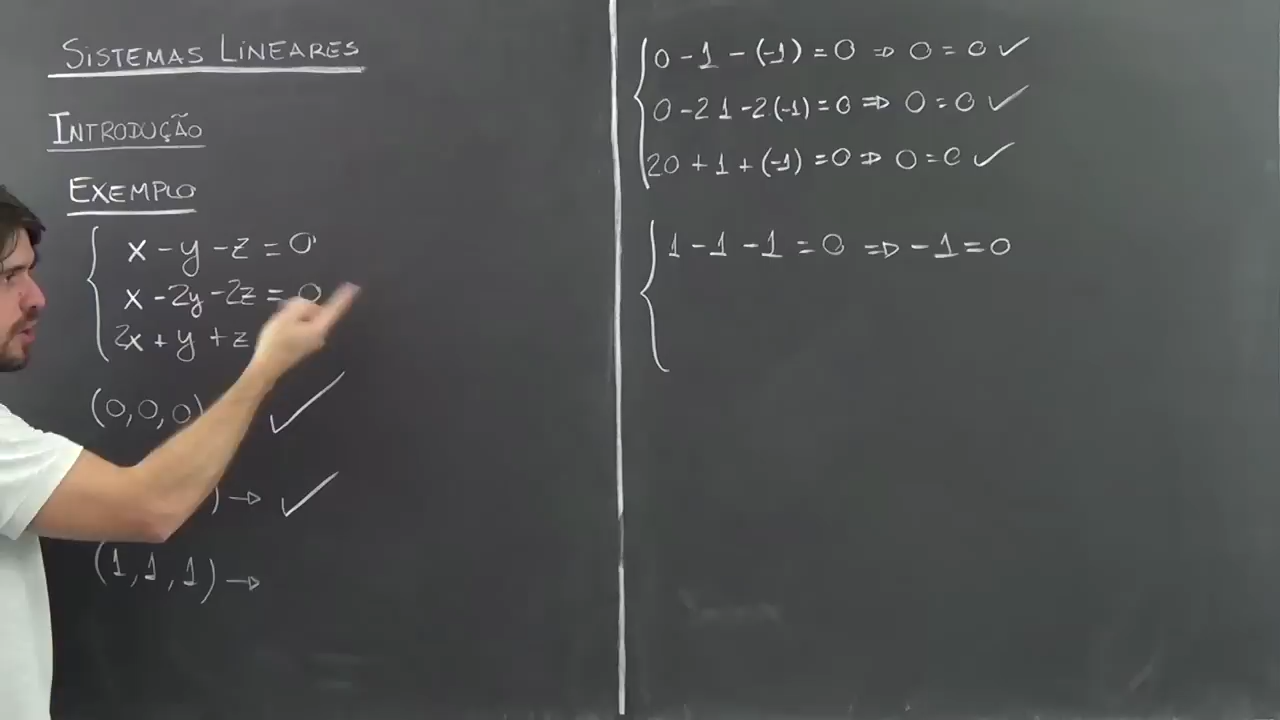 SISTEMAS LINEARES
INTRODUÇÃO
EXEMPLO
x - y - z = 0
x - 2y - 2z = 0
2x + y + z
(0,0,0)
) →
(1,1,1) →
0 - 1 - (-1) = 0 ⇒ 0 = 0 ✓
0 - 2 1 - 2.(-1) = 0 ⇒ 0 = 0 ✓
20 + 1 + (-1) = 0 ⇒ 0 = 0 ✓
1 - 1 - 1 = 0 ⇒ -1 = 0